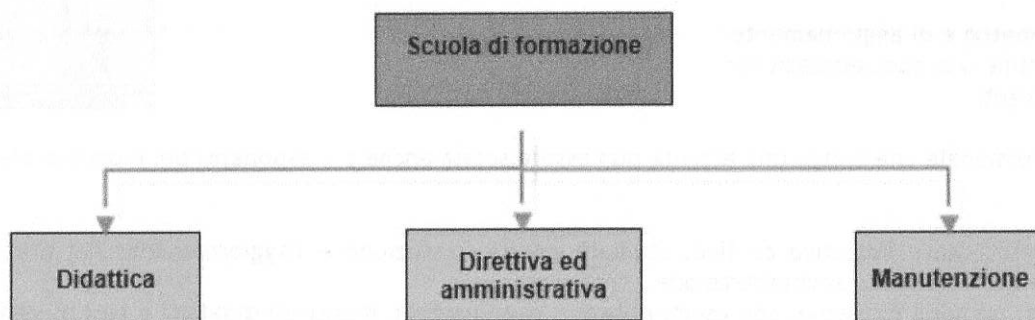 Scuola di formazione
Didattica
Direttiva ed
amministrativa
Manutenzione